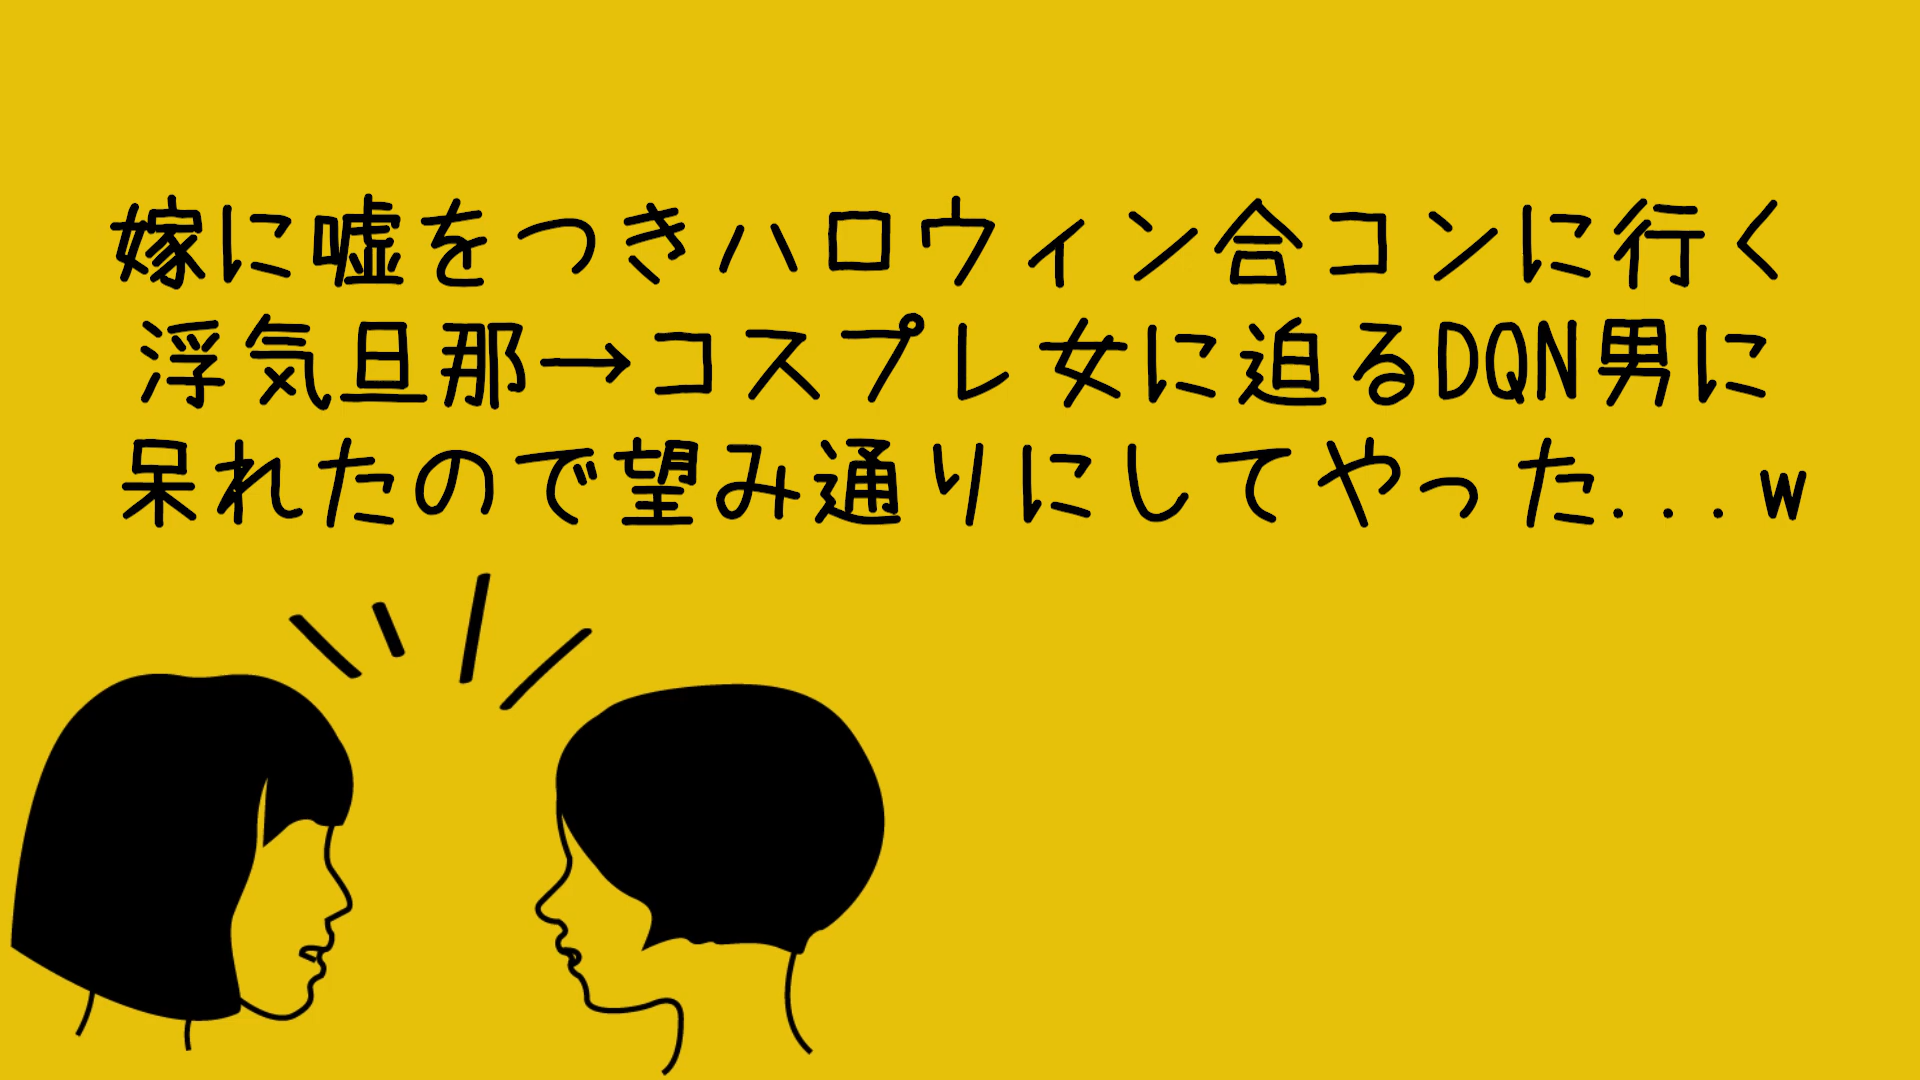 嫁に嘘をつきハロウィン合コンに行く
浮気旦那→コスプレ女に迫るDQN男に
呆れたので望み通りにしてやった...w